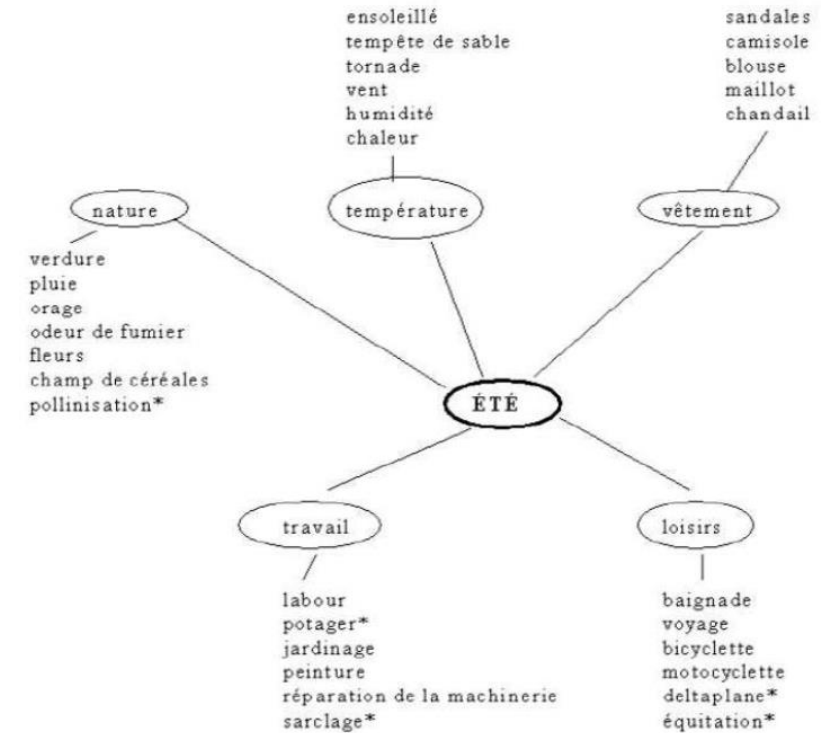 ensoleillé
tempête de sable
tornade
vent
humidité
chaleur
sandales
camisole
blouse
maillot
chandail
nature
température
vêtement
verdure
pluie
orage
odeur de fumier
fleurs
champ de céréales
pollinisation*
ÉTÉ
travail
loisirs
labour
potager*
jardinage
peinture
réparation de la machinerie
sarclage*
baignade
voyage
bicyclette
motocyclette
deltaplane*
équitation*